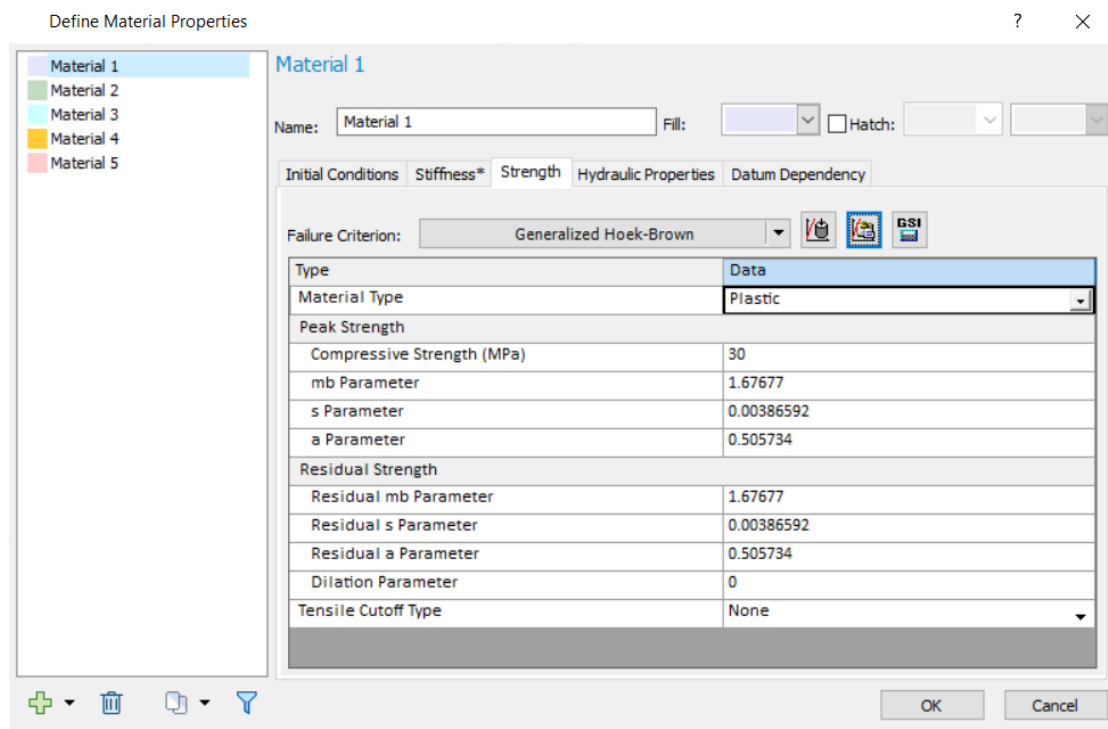 Define Material Properties ?
Material 1
Material 2
Material 3
Material 4
Material 5
Material 1
Name: Material 1 Fill: Hatch:
Initial Conditions Stiffness* Strength Hydraulic Properties Datum Dependency
Failure Criterion: Generalized Hoek-Brown GSI
Type Data
Material Type Plastic
Peak Strength
Compressive Strength (MPa) 30
mb Parameter 1.67677
s Parameter 0.00386592
a Parameter 0.505734
Residual Strength
Residual mb Parameter 1.67677
Residual s Parameter 0.00386592
Residual a Parameter 0.505734
Dilation Parameter 0
Tensile Cutoff Type None
OK Cancel